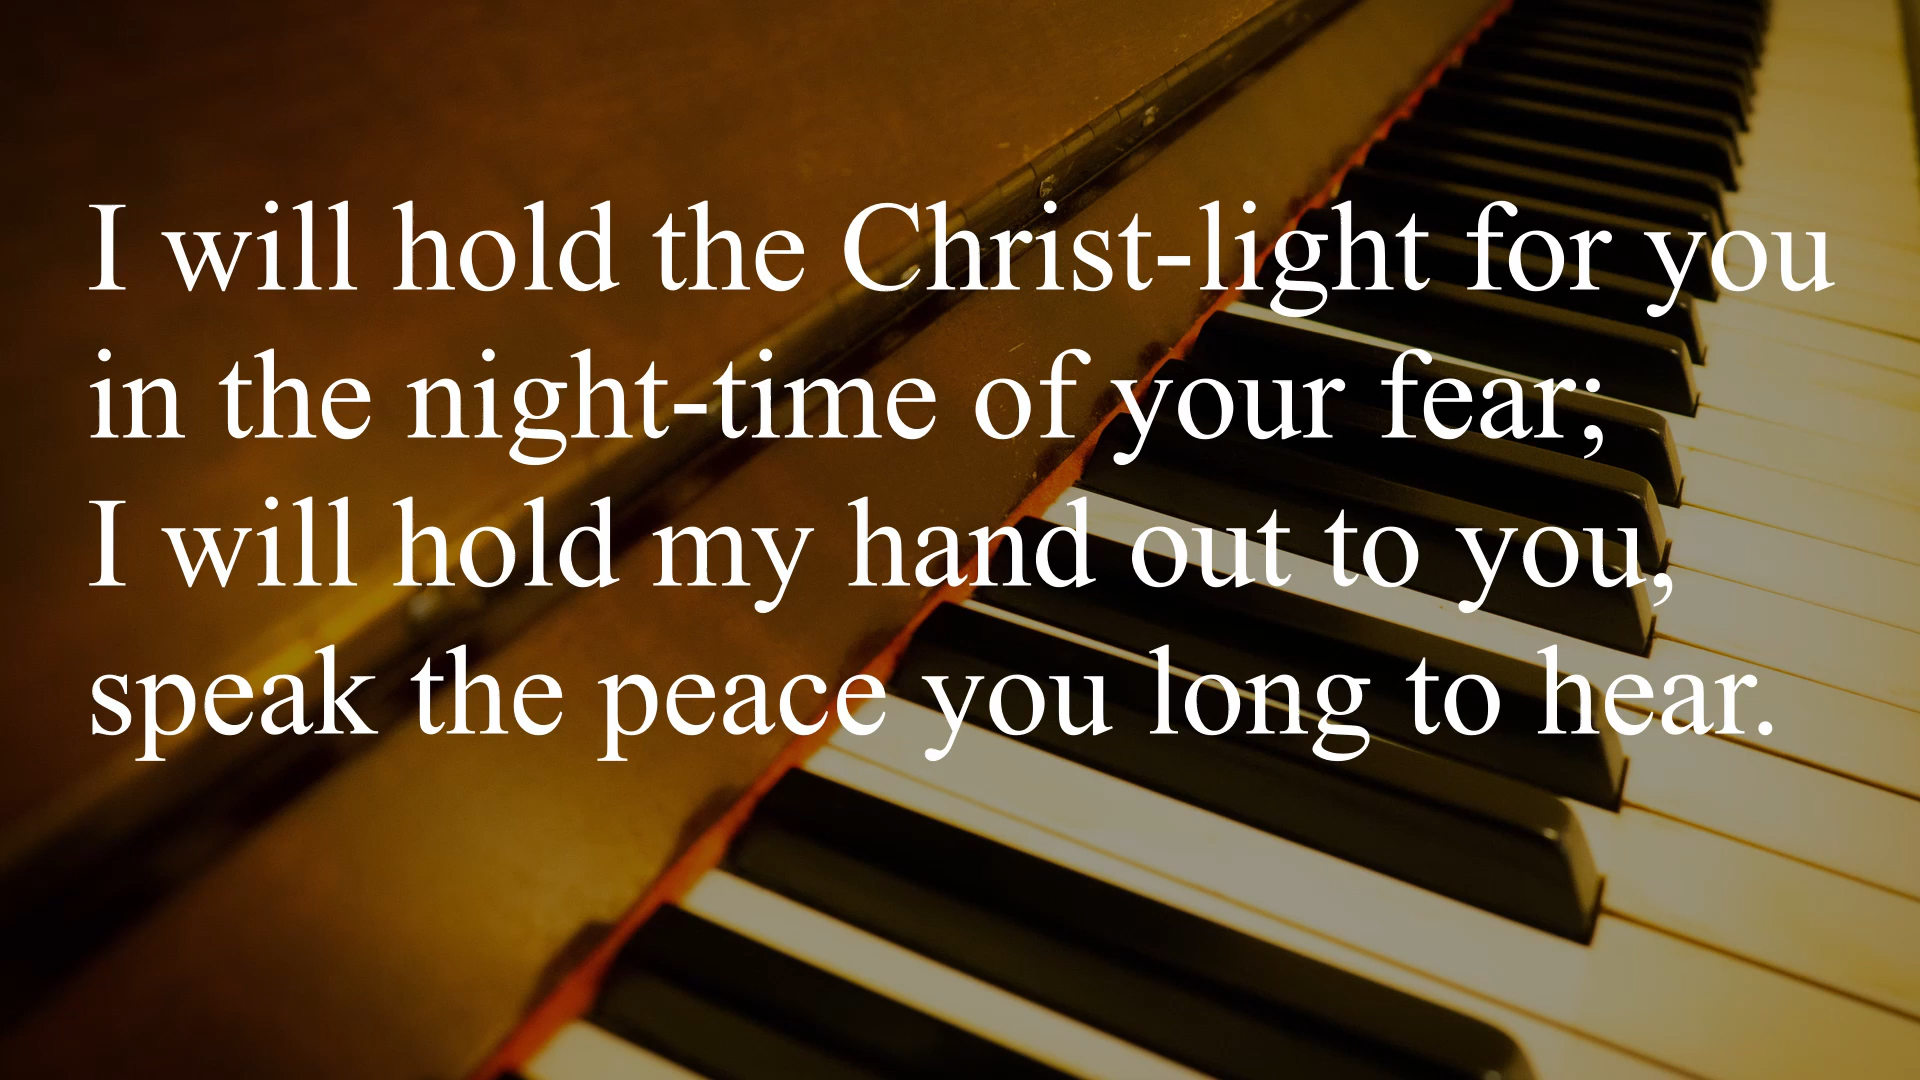 I will hold the Christ-light for you
in the night-time of your fear;
I will hold my hand out to you,
speak the peace you long to hear.